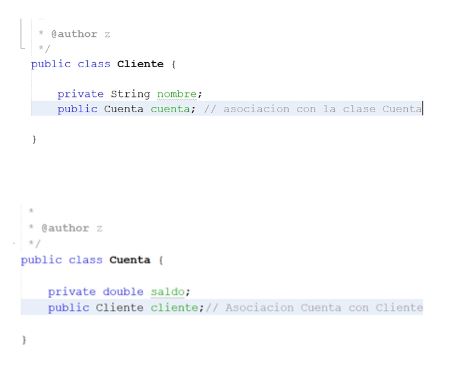 * @author z
*/
public class Cliente {
private String nombre;
public Cuenta cuenta; // asociacion con la clase Cuenta
}
*
* @author z
*/
public class Cuenta {
private double saldo;
public Cliente cliente;// Asociacion Cuenta con Cliente
}